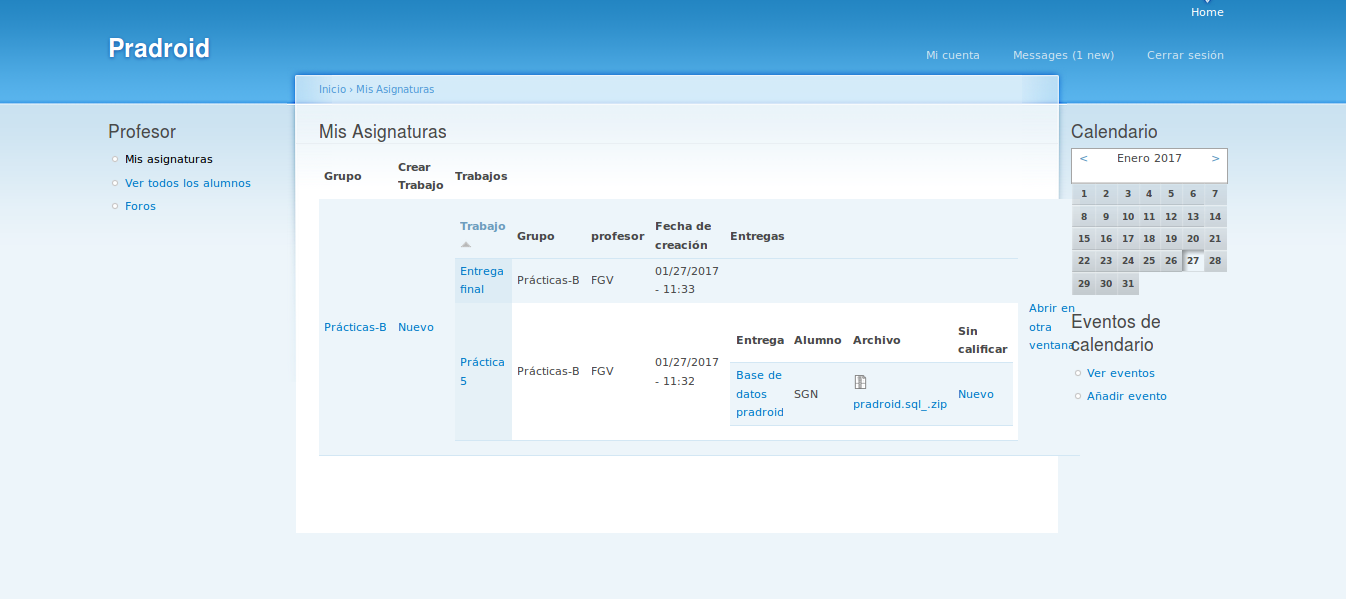 Home
Pradroid
Mi cuenta
Messages (1 new)
Cerrar sesión
Inicio › Mis Asignaturas
Profesor
Mis asignaturas
Ver todos los alumnos
Foros
Mis Asignaturas
Grupo
Crear
Trabajo
Trabajos
Prácticas-B
Nuevo
Trabajo
Grupo
profesor
Fecha de
creación
Entregas
Entrega
final
Prácticas-B
FGV
01/27/2017
- 11:33
Práctica
5
Prácticas-B
FGV
01/27/2017
- 11:32
Entrega
Alumno
Archivo
Sin
calificar
Base de
datos
pradroid
SGN
pradroid.sql_.zip
Nuevo
Abrir en
otra
ventana
Calendario
< Enero 2017 >
1 2 3 4 5 6 7
8 9 10 11 12 13 14
15 16 17 18 19 20 21
22 23 24 25 26 27 28
29 30 31
Eventos de
calendario
Ver eventos
Añadir evento